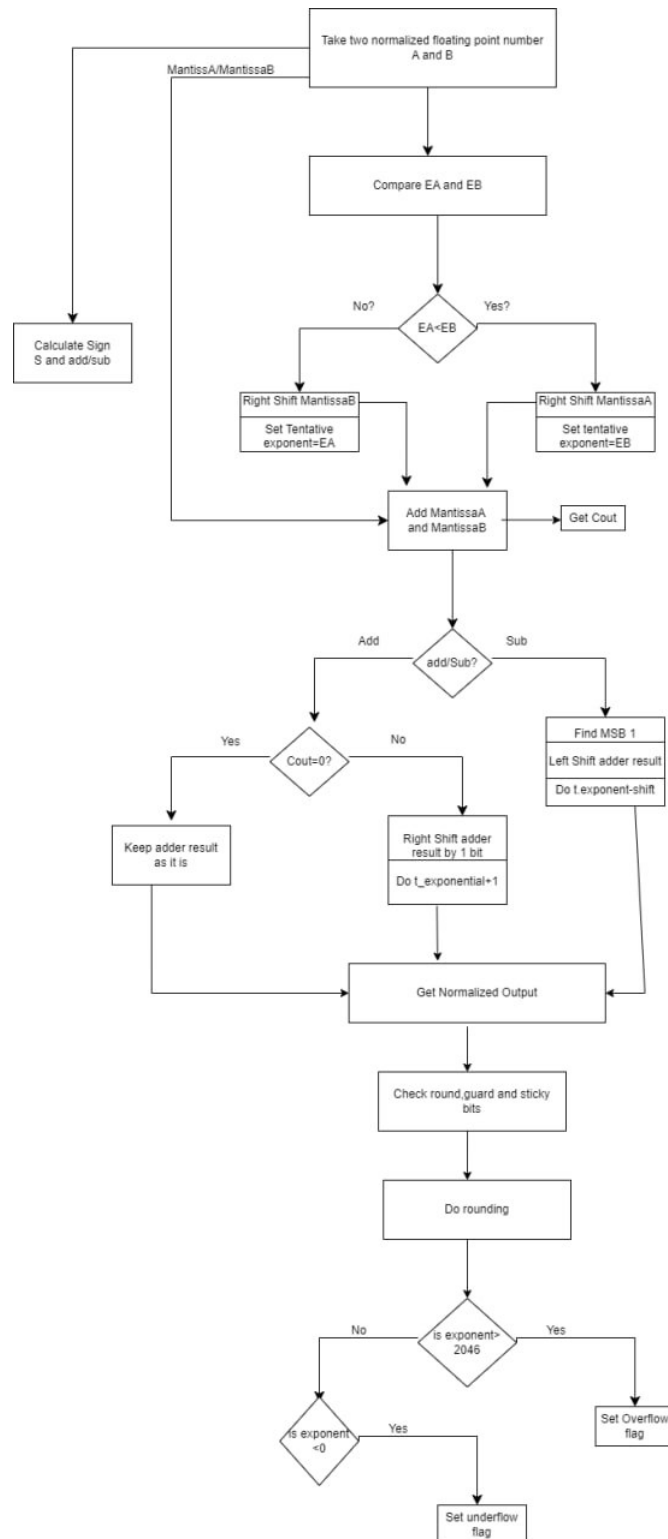 Take two normalized floating point number
A and B
MantissA/MantissaB
Compare EA and EB
No?
Yes?
EA<EB
Calculate Sign
S and add/sub
Right Shift MantissaB
Set Tentative
exponent=EA
Right Shift MantissaA
Set tentative
exponent=EB
Add MantissaA
and MantissaB
Get Cout
Add
Sub
add/Sub?
Yes
No
Cout=0?
Find MSB 1
Left Shift adder result
Do t.exponent-shift
Keep adder result
as it is
Right Shift adder
result by 1 bit
Do t_exponential+1
Get Normalized Output
Check round,guard and sticky
bits
Do rounding
No
Yes
is exponent>
2046
Set Overflow
flag
Is exponent
<0
Yes
Set underflow
flag